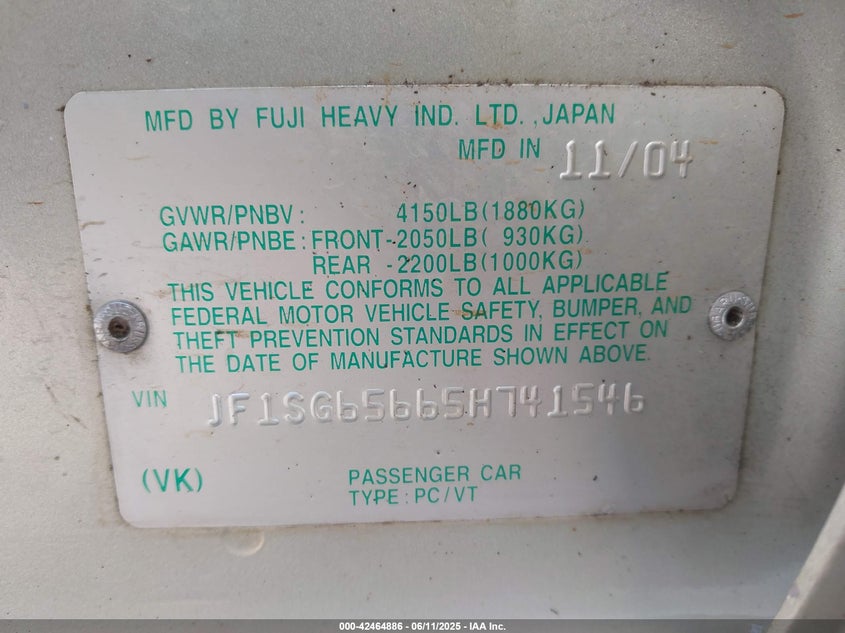 MFD BY FUJI HEAVY IND. LTD., JAPAN
MFD IN 11/04
GVWR/PNBV: 4150LB(1880KG)
GAWR/PNBE: FRONT-2050LB( 930KG)
REAR -2200LB(1000KG)
THIS VEHICLE CONFORMS TO ALL APPLICABLE
FEDERAL MOTOR VEHICLE SAFETY, BUMPER, AND
THEFT PREVENTION STANDARDS IN EFFECT ON
THE DATE OF MANUFACTURE SHOWN ABOVE.
VIN JF1SG65665H741546
(VK) PASSENGER CAR
TYPE: PC/VT
000-42464886 - 06/11/2025 - IAA Inc.